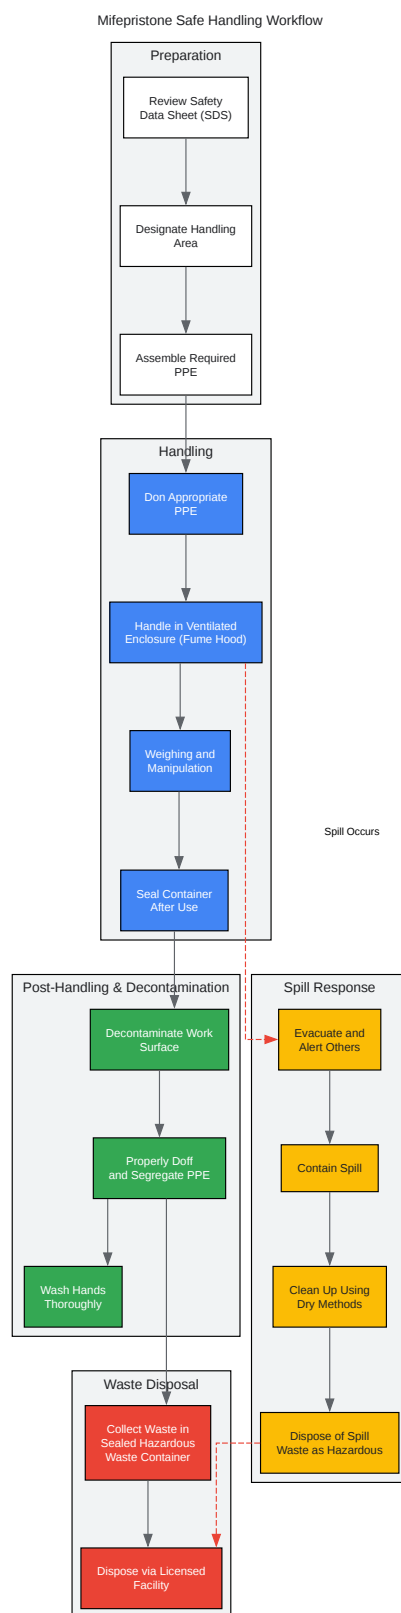 Mifepristone Safe Handling Workflow
Preparation
Review Safety
Data Sheet (SDS)
Designate Handling
Area
Assemble Required
PPE
Handling
Don Appropriate
PPE
Handle in Ventilated
Enclosure (Fume Hood)
Weighing and
Manipulation
Spill Occurs
Seal Container
After Use
Post-Handling & Decontamination
Decontaminate Work
Surface
Properly Doff
and Segregate PPE
Wash Hands
Thoroughly
Spill Response
Evacuate and
Alert Others
Contain Spill
Clean Up Using
Dry Methods
Dispose of Spill
Waste as Hazardous
Waste Disposal
Collect Waste in
Sealed Hazardous
Waste Container
Dispose via Licensed
Facility